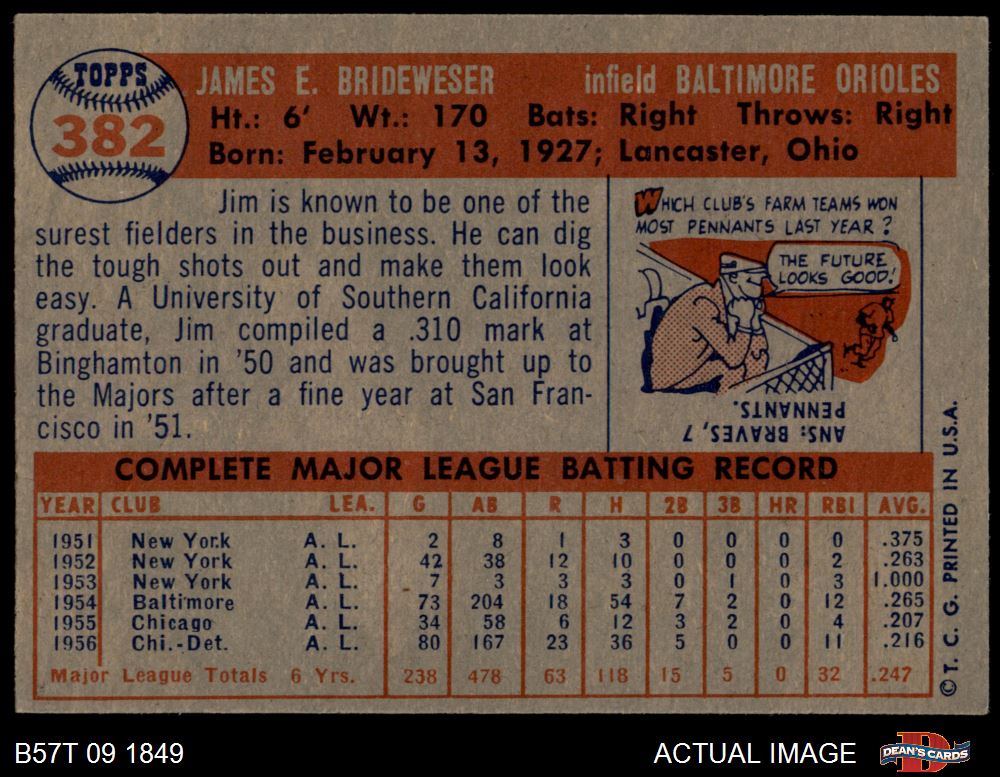 TOPPS
382
JAMES E. BRIDEWESER infield BALTIMORE ORIOLES
Ht.: 6' Wt.: 170 Bats: Right Throws: Right
Born: February 13, 1927; Lancaster, Ohio
Jim is known to be one of the
surest fielders in the business. He can dig
the tough shots out and make them look
easy. A University of Southern California
graduate, Jim compiled a .310 mark at
Binghamton in '50 and was brought up to
the Majors after a fine year at San Fran-
cisco in '51.
WHICH CLUB'S FARM TEAMS WON
MOST PENNANTS LAST YEAR?
THE FUTURE
LOOKS GOOD!
ANS: BRAVES, 7
PENNANTS.
COMPLETE MAJOR LEAGUE BATTING RECORD
YEAR CLUB LEA. G AB R H 2B 3B HR RBI AVG.
1951 New York A. L. 2 8 1 3 0 0 0 0 .375
1952 New York A. L. 42 38 12 10 0 0 0 2 .263
1953 New York A. L. 7 3 3 3 0 1 0 3 1.000
1954 Baltimore A. L. 73 204 18 54 7 2 0 12 .265
1955 Chicago A. L. 34 58 6 12 3 2 0 4 .207
1956 Chi.-Det. A. L. 80 167 23 36 5 0 0 11 .216
Major League Totals 6 Yrs. 238 478 63 118 15 5 0 32 .247
© T. C. G. PRINTED IN U.S.A.
B57T 09 1849 ACTUAL IMAGE
DEAN'S CARDS